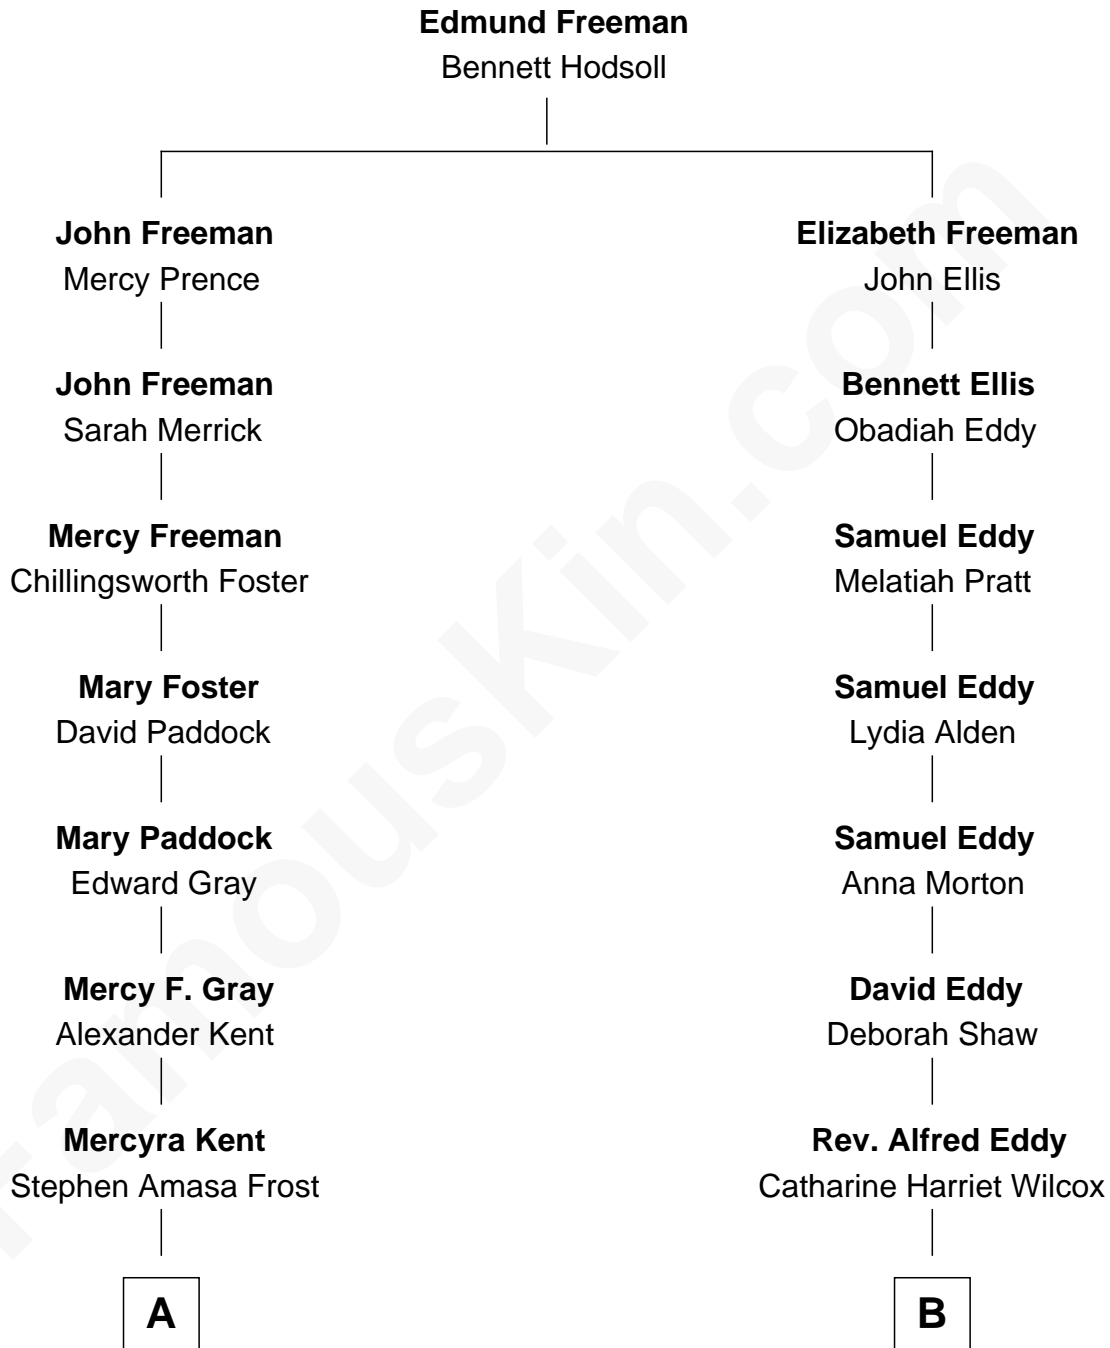 Edmund Freeman
Bennett Hodsoll
John Freeman
Mercy Prence
Elizabeth Freeman
John Ellis
John Freeman
Sarah Merrick
Bennett Ellis
Obadiah Eddy
Mercy Freeman
Chillingsworth Foster
Samuel Eddy
Melatiah Pratt
Mary Foster
David Paddock
Samuel Eddy
Lydia Alden
Mary Paddock
Edward Gray
Samuel Eddy
Anna Morton
Mercy F. Gray
Alexander Kent
David Eddy
Deborah Shaw
Mercyra Kent
Stephen Amasa Frost
Rev. Alfred Eddy
Catharine Harriet Wilcox
A
B
FamousKin.com